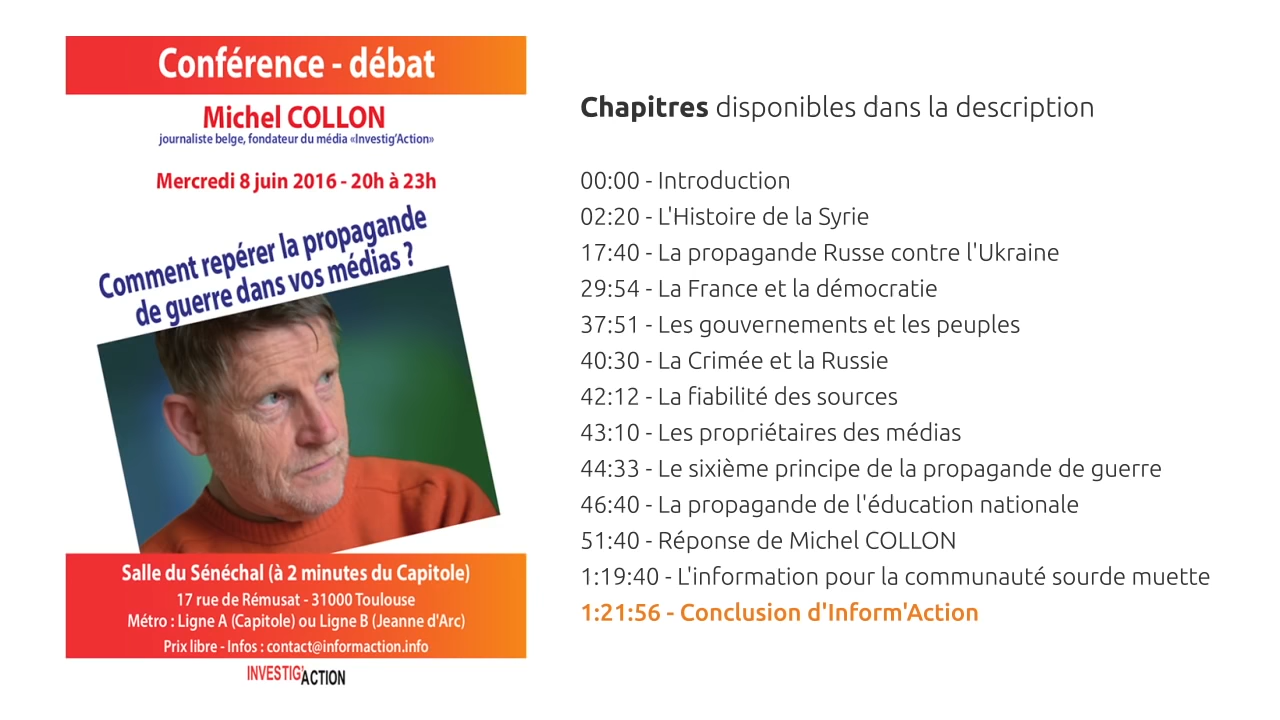 Conférence - débat
Michel COLLON
journaliste belge, fondateur du média «Investig'Action»
Mercredi 8 juin 2016 - 20h à 23h
Comment repérer la propagande
de guerre dans vos médias ?
Salle du Sénéchal (à 2 minutes du Capitole)
17 rue de Rémusat - 31000 Toulouse
Métro : Ligne A (Capitole) ou Ligne B (Jeanne d'Arc)
Prix libre - Infos : contact@informaction.info
INVESTIG'ACTION
Chapitres disponibles dans la description
00:00 - Introduction
02:20 - L'Histoire de la Syrie
17:40 - La propagande Russe contre l'Ukraine
29:54 - La France et la démocratie
37:51 - Les gouvernements et les peuples
40:30 - La Crimée et la Russie
42:12 - La fiabilité des sources
43:10 - Les propriétaires des médias
44:33 - Le sixième principe de la propagande de guerre
46:40 - La propagande de l'éducation nationale
51:40 - Réponse de Michel COLLON
1:19:40 - L'information pour la communauté sourde muette
1:21:56 - Conclusion d'Inform'Action